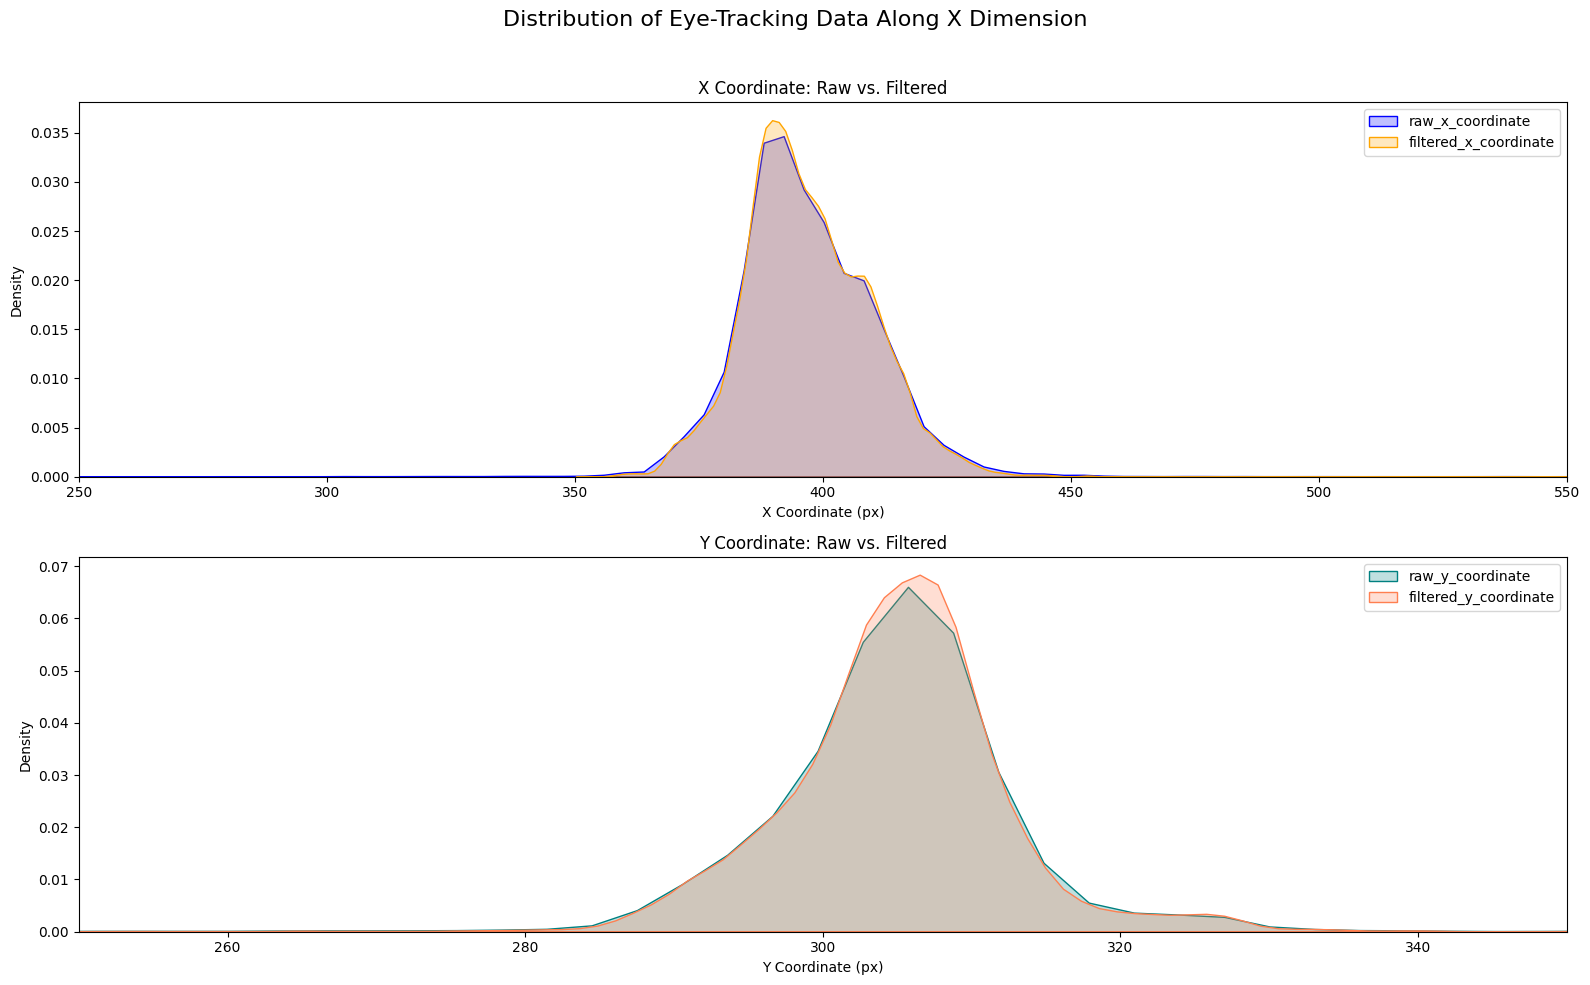 Distribution of Eye-Tracking Data Along X Dimension
X Coordinate: Raw vs. Filtered
raw_x_coordinate
filtered_x_coordinate
Density
0.035
0.030
0.025
0.020
0.015
0.010
0.005
0.000
250 300 350 400 450 500 550
X Coordinate (px)
Y Coordinate: Raw vs. Filtered
raw_y_coordinate
filtered_y_coordinate
Density
0.07
0.06
0.05
0.04
0.03
0.02
0.01
0.00
260 280 300 320 340
Y Coordinate (px)